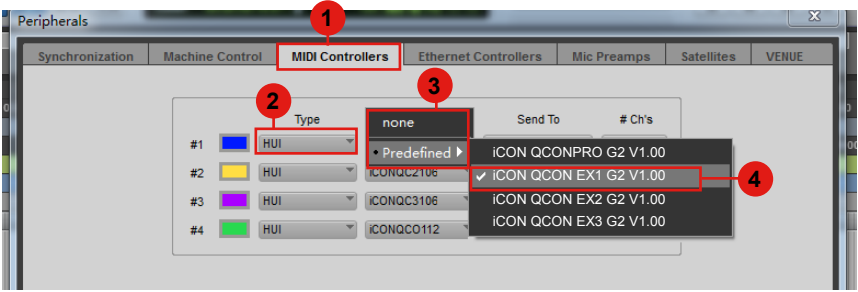 1
Peripherals
Synchronization Machine Control MIDI Controllers Ethernet Controllers Mic Preamps Satellites VENUE
2 3
Type none Send To # Ch's
#1 HUI Predefined iCON QCONPRO G2 V1.00
#2 HUI iCONQC2106 iCON QCON EX1 G2 V1.00 4
#3 HUI iCONQC3106 iCON QCON EX2 G2 V1.00
#4 HUI iCONQCO112 iCON QCON EX3 G2 V1.00